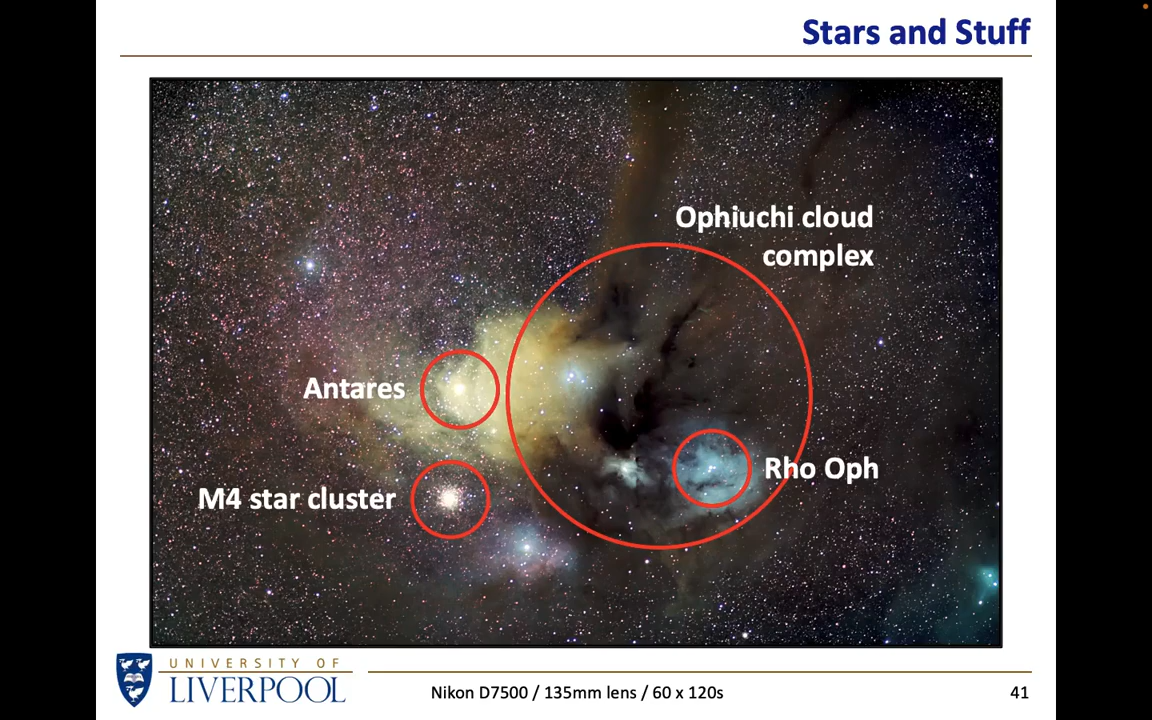 Stars and Stuff
Ophiuchi cloud
complex
Antares
Rho Oph
M4 star cluster
UNIVERSITY OF
LIVERPOOL
Nikon D7500 / 135mm lens / 60 x 120s
41